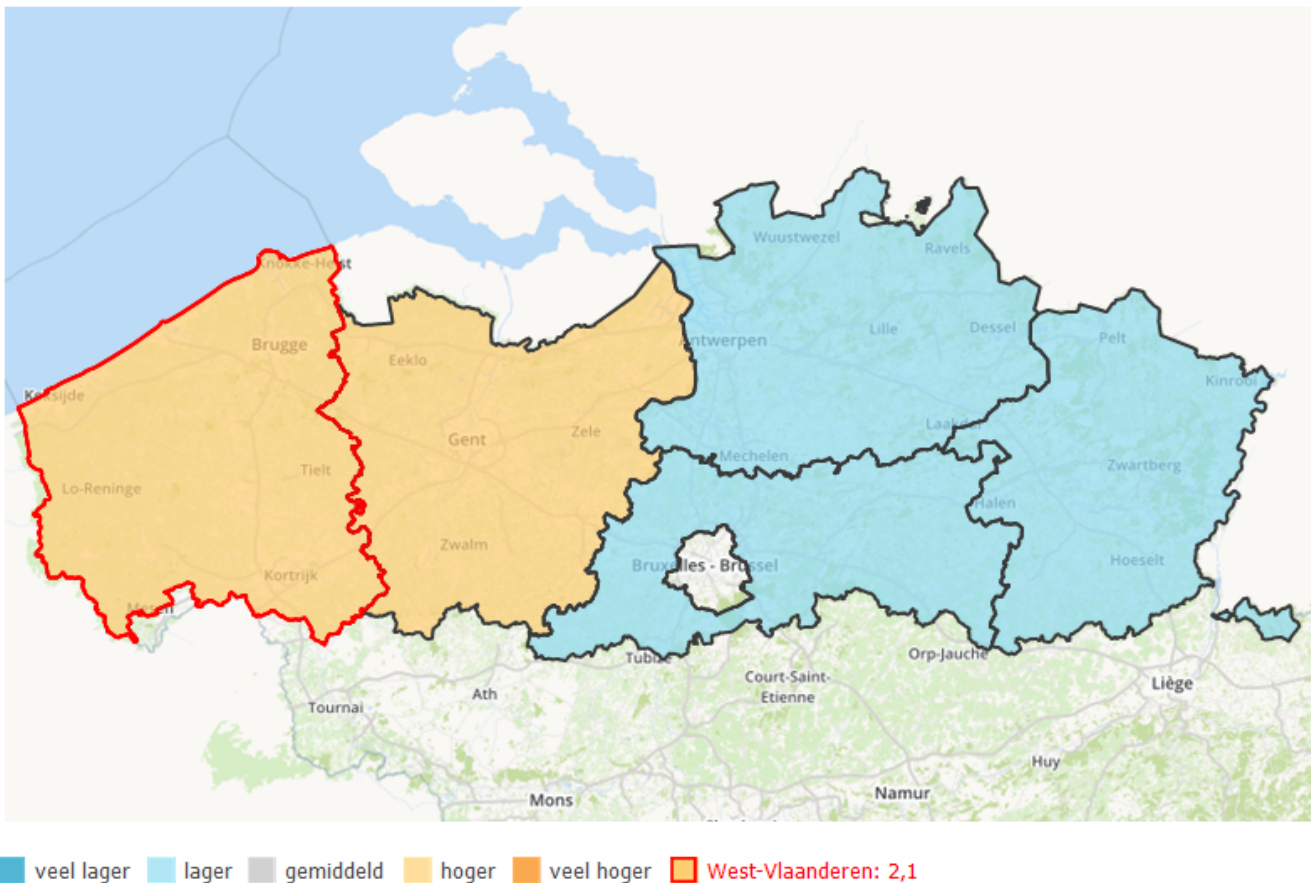 Wuustwezel
Ravels
Knokke-Heist
Brugge
Eeklo
Antwerpen
Lille
Dessel
Pelt
Kinrooi
Koksijde
Gent
Zele
Laakdal
Mechelen
Tielt
Lo-Reninge
Zwartberg
Halen
Zwalm
Bruxelles - Brussel
Hoeselt
Kortrijk
Mesen
Tubize
Orp-Jauche
Court-Saint-
Etienne
Liège
Ath
Tournai
Huy
Mons
Namur
veel lager lager gemiddeld hoger veel hoger West-Vlaanderen: 2,1